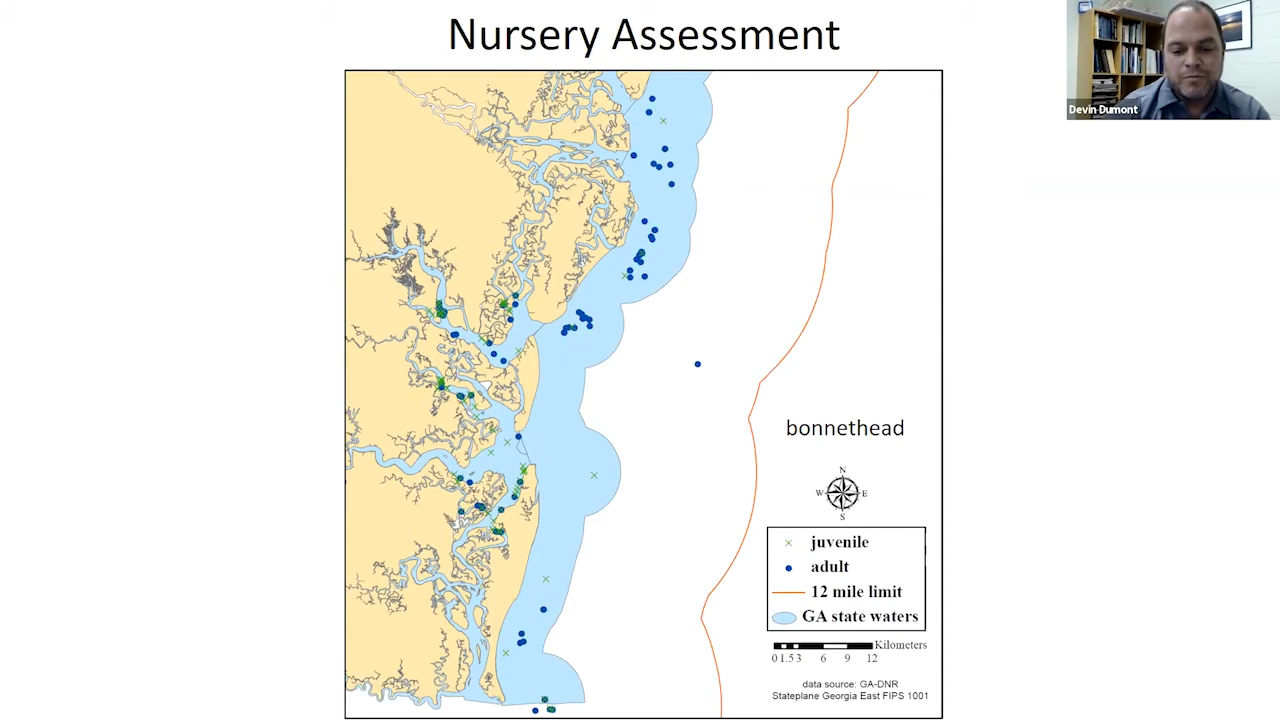 Nursery Assessment
Devin Dumont
bonnethead
N
W E
S
juvenile
adult
12 mile limit
GA state waters
Kilometers
0 1.5 3 6 9 12
data source: GA-DNR
Stateplane Georgia East FIPS 1001